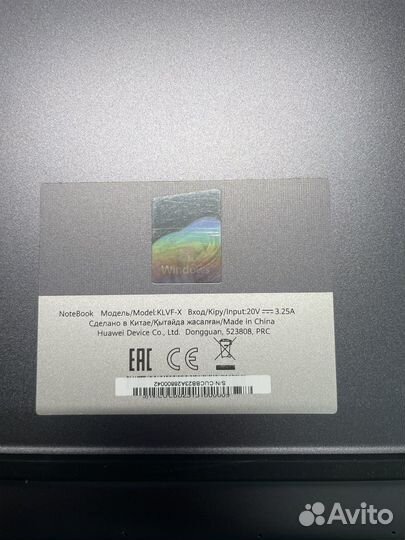 Windows
NoteBook Модель/Model:KLVF-X Вход/Кіру/Input:20V ⎓ 3.25A
Сделано в Китае/Қытайда жасалған/Made in China
Huawei Device Co., Ltd. Dongguan, 523808, PRC
EAC CE
Avito